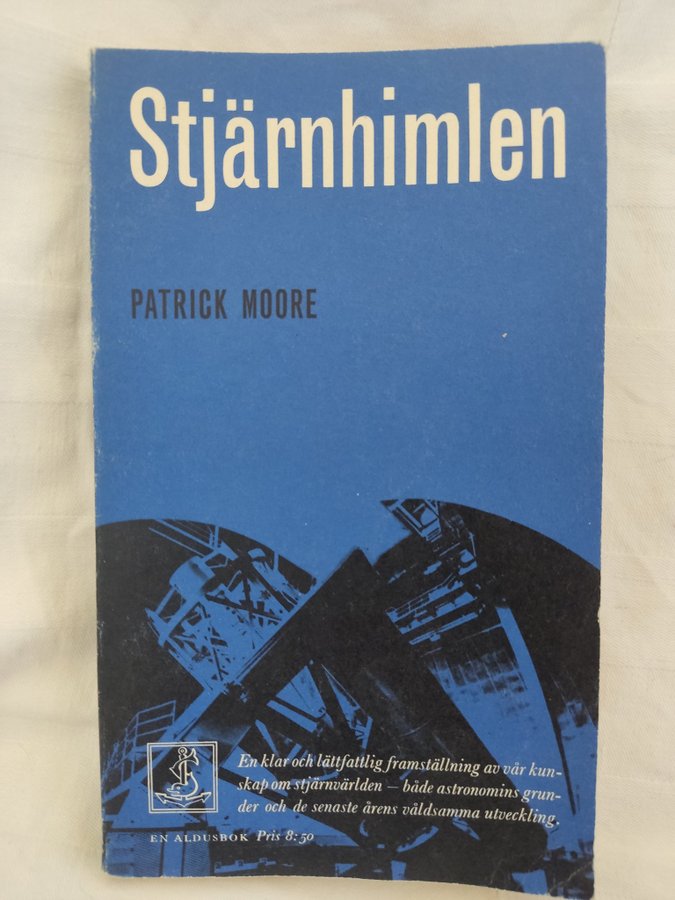 Stjärnhimlen
PATRICK MOORE
En klar och lättfattlig framställning av vår kun-
skap om stjärnvärlden – både astronomins grun-
der och de senaste årens våldsamma utveckling.
EN ALDUSBOK Pris 8:50